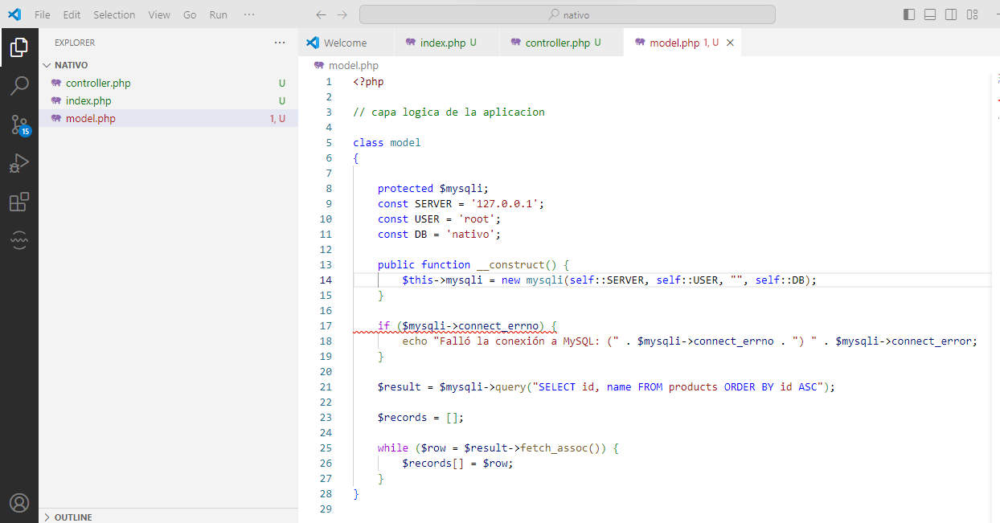 File Edit Selection View Go Run ···
nativo
EXPLORER ···
NATIVO
controller.php U
index.php U
model.php 1, U
15
OUTLINE
Welcome index.php U controller.php U model.php 1, U
model.php
1 <?php
2
3 // capa logica de la aplicacion
4
5 class model
6 {
7
8 protected $mysqli;
9 const SERVER = '127.0.0.1';
10 const USER = 'root';
11 const DB = 'nativo';
12
13 public function __construct() {
14 $this->mysqli = new mysqli(self::SERVER, self::USER, "", self::DB);
15 }
16
17 if ($mysqli->connect_errno) {
18 echo "Falló la conexión a MySQL: (" . $mysqli->connect_errno . ") " . $mysqli->connect_error;
19 }
20
21 $result = $mysqli->query("SELECT id, name FROM products ORDER BY id ASC");
22
23 $records = [];
24
25 while ($row = $result->fetch_assoc()) {
26 $records[] = $row;
27 }
28 }
29